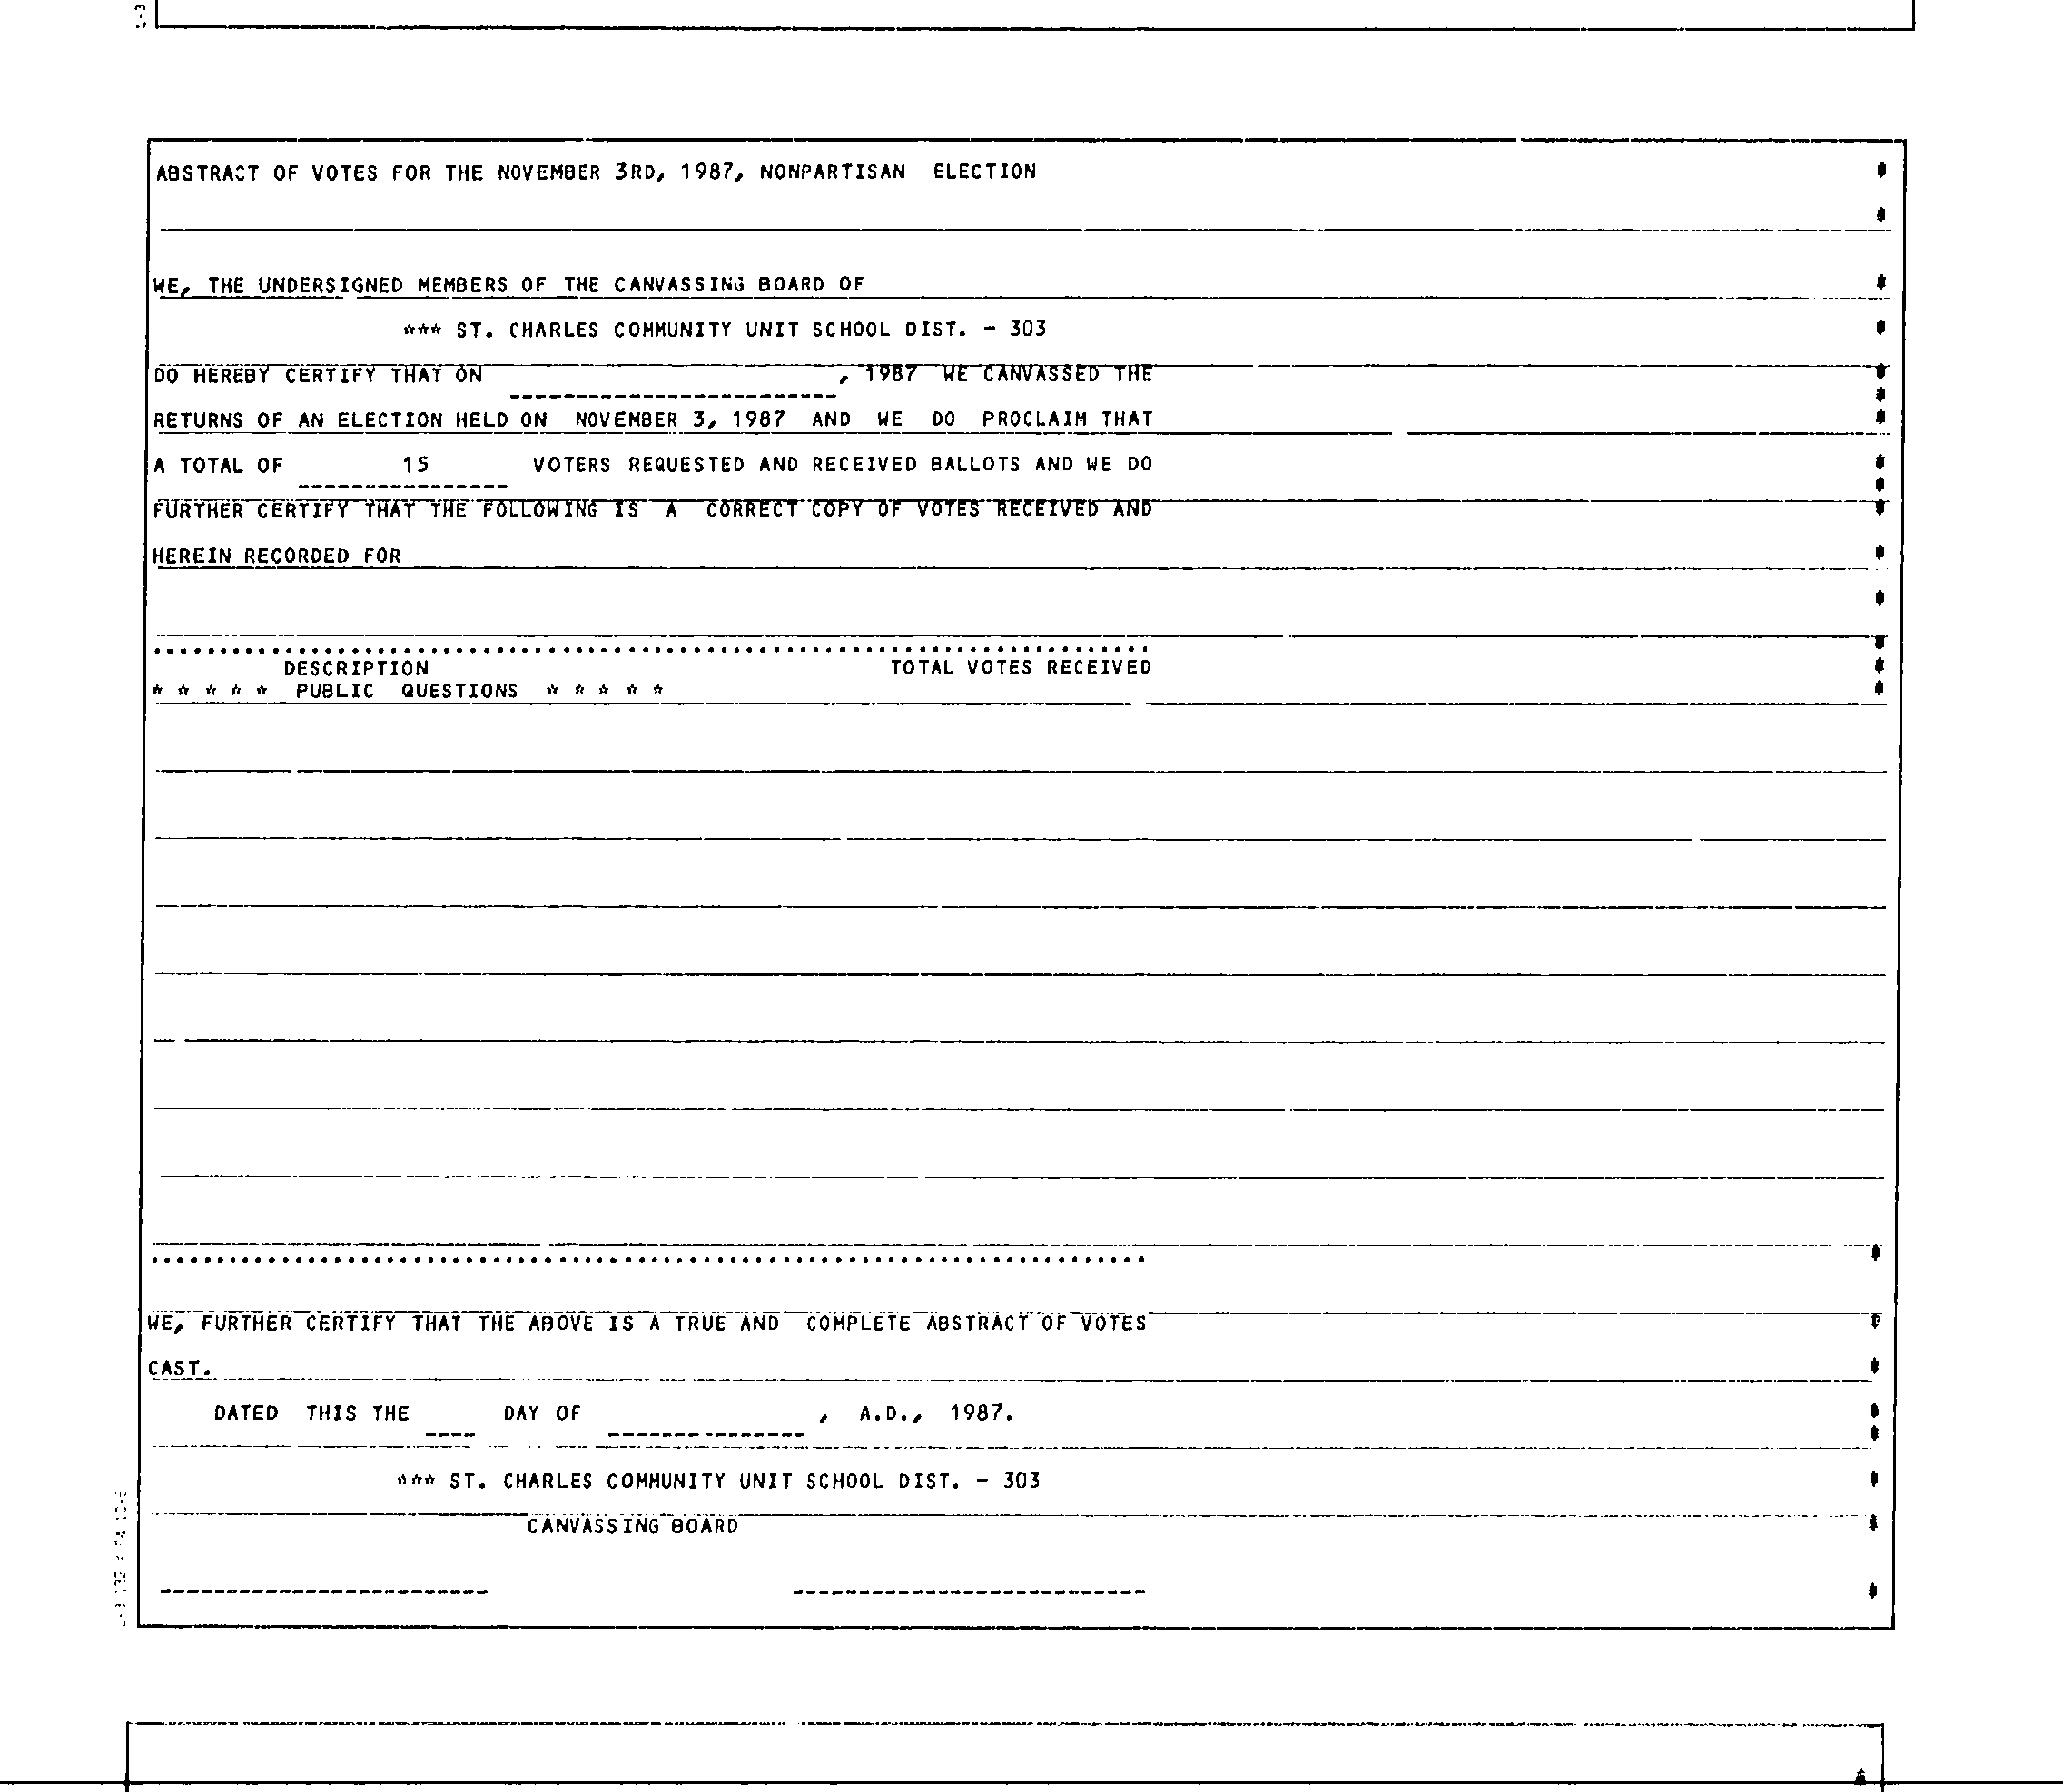 ABSTRACT OF VOTES FOR THE NOVEMBER 3RD, 1987, NONPARTISAN ELECTION
WE, THE UNDERSIGNED MEMBERS OF THE CANVASSING BOARD OF
*** ST. CHARLES COMMUNITY UNIT SCHOOL DIST. - 303
DO HEREBY CERTIFY THAT ON , 1987 WE CANVASSED THE
RETURNS OF AN ELECTION HELD ON NOVEMBER 3, 1987 AND WE DO PROCLAIM THAT
A TOTAL OF 15 VOTERS REQUESTED AND RECEIVED BALLOTS AND WE DO
FURTHER CERTIFY THAT THE FOLLOWING IS A CORRECT COPY OF VOTES RECEIVED AND
HEREIN RECORDED FOR
DESCRIPTION TOTAL VOTES RECEIVED
* * * * * PUBLIC QUESTIONS * * * * *
WE, FURTHER CERTIFY THAT THE ABOVE IS A TRUE AND COMPLETE ABSTRACT OF VOTES
CAST.
DATED THIS THE ____ DAY OF _______________ , A.D., 1987.
*** ST. CHARLES COMMUNITY UNIT SCHOOL DIST. - 303
CANVASSING BOARD